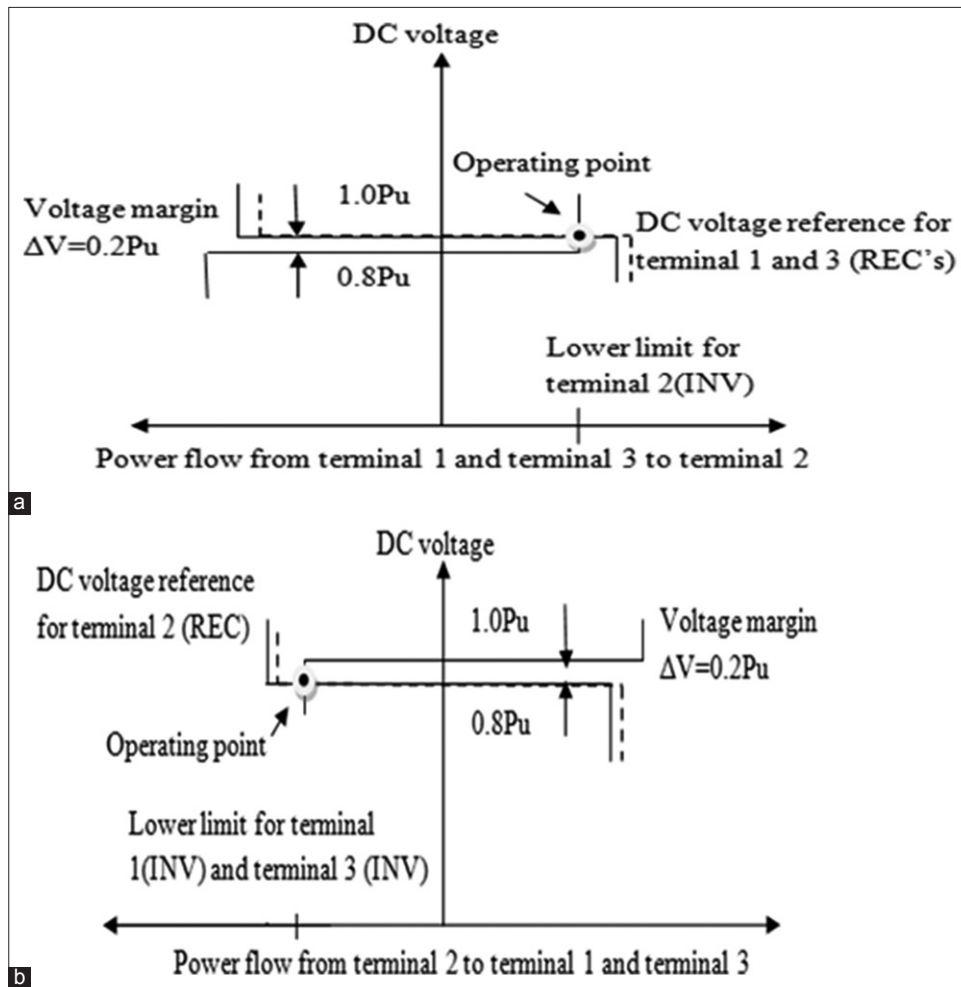 DC voltage
Operating point
1.0Pu
Voltage margin
ΔV=0.2Pu
DC voltage reference for
terminal 1 and 3 (REC's)
0.8Pu
Lower limit for
terminal 2(INV)
Power flow from terminal 1 and terminal 3 to terminal 2
a
DC voltage
DC voltage reference
for terminal 2 (REC)
1.0Pu
Voltage margin
ΔV=0.2Pu
0.8Pu
Operating point
Lower limit for terminal
1(INV) and terminal 3 (INV)
Power flow from terminal 2 to terminal 1 and terminal 3
b